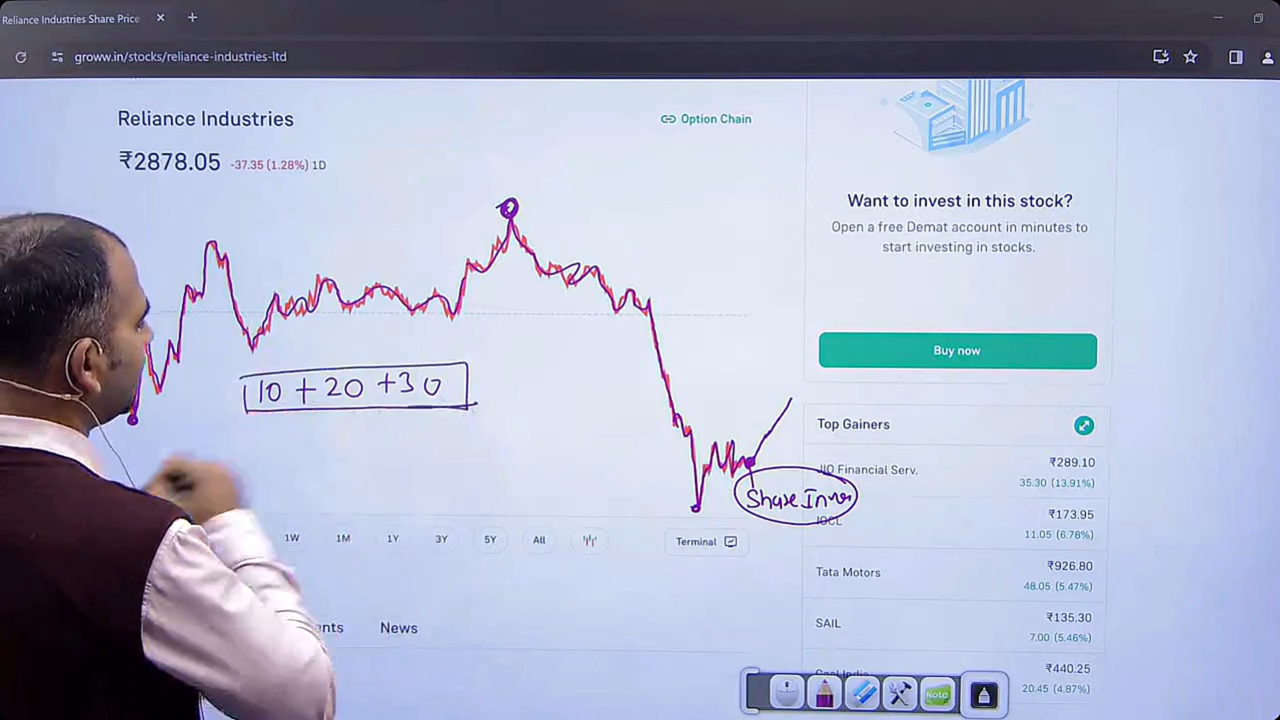 Reliance Industries Share Price
groww.in/stocks/reliance-industries-ltd
Reliance Industries
Option Chain
₹2878.05 -37.35 (1.28%) 1D
Want to invest in this stock?
Open a free Demat account in minutes to
start investing in stocks.
Buy now
10 + 20 + 30
Top Gainers
JIO Financial Serv.
₹289.10
35.30 (13.91%)
Share
IOCL
₹173.95
11.05 (6.78%)
1W 1M 1Y 3Y 5Y All
Terminal
Tata Motors
₹926.80
48.05 (5.47%)
SAIL
₹135.30
7.00 (5.46%)
News
Coal India
₹440.25
20.45 (4.87%)
Note